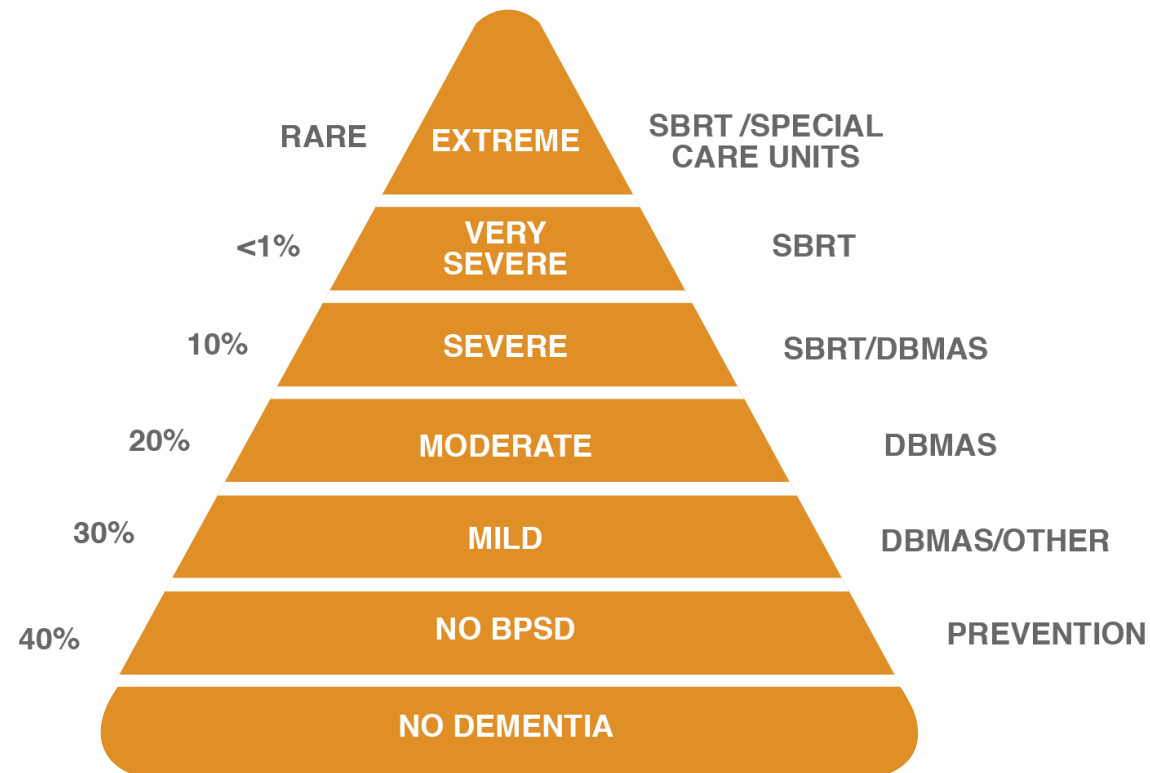 RARE
EXTREME
SBRT /SPECIAL
CARE UNITS
<1%
VERY
SEVERE
SBRT
10%
SEVERE
SBRT/DBMAS
20%
MODERATE
DBMAS
30%
MILD
DBMAS/OTHER
40%
NO BPSD
PREVENTION
NO DEMENTIA